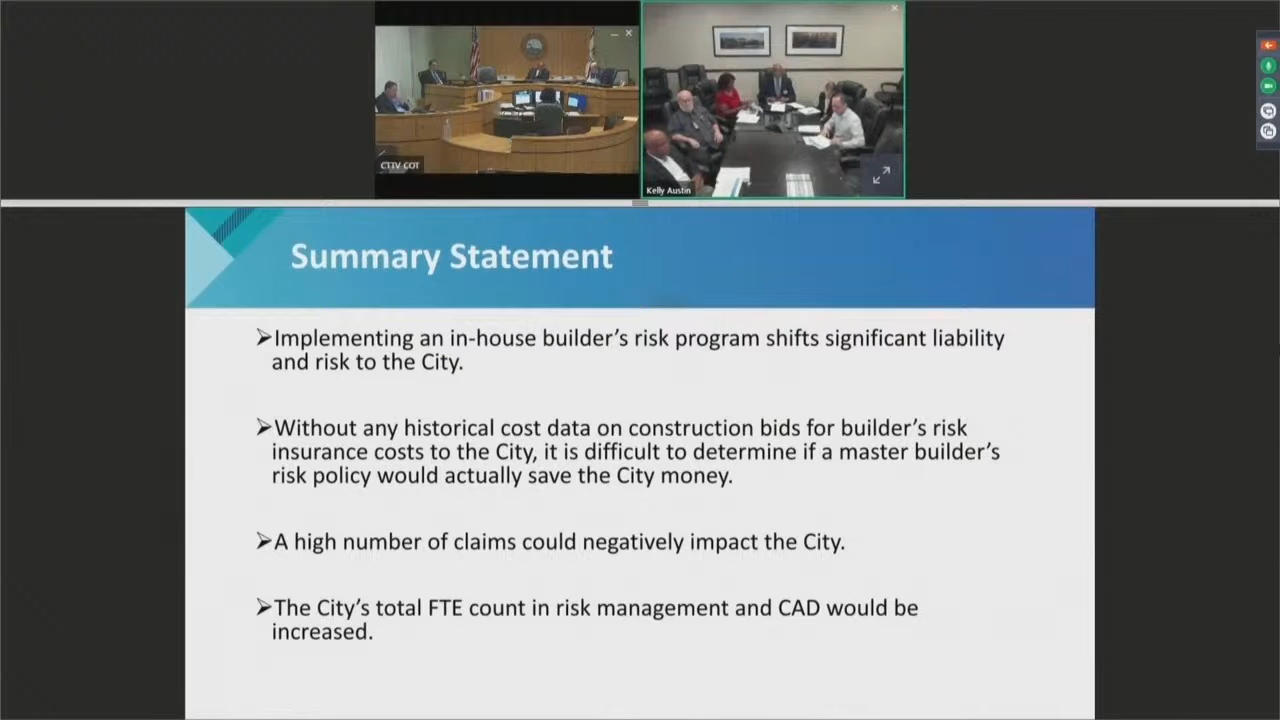 CTTV COT
Kelly Austin
Summary Statement
➢Implementing an in-house builder's risk program shifts significant liability
and risk to the City.
➢Without any historical cost data on construction bids for builder's risk
insurance costs to the City, it is difficult to determine if a master builder's
risk policy would actually save the City money.
➢A high number of claims could negatively impact the City.
➢The City's total FTE count in risk management and CAD would be
increased.